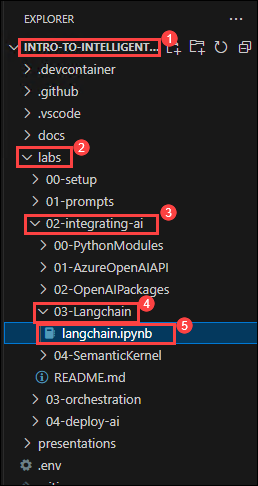 EXPLORER
INTRO-TO-INTELLIGENT... 1
.devcontainer
.github
.vscode
docs
labs 2
00-setup
01-prompts
02-integrating-ai 3
00-PythonModules
01-AzureOpenAIAPI
02-OpenAIPackages
03-Langchain 4
langchain.ipynb 5
04-SemanticKernel
README.md
03-orchestration
04-deploy-ai
presentations
.env